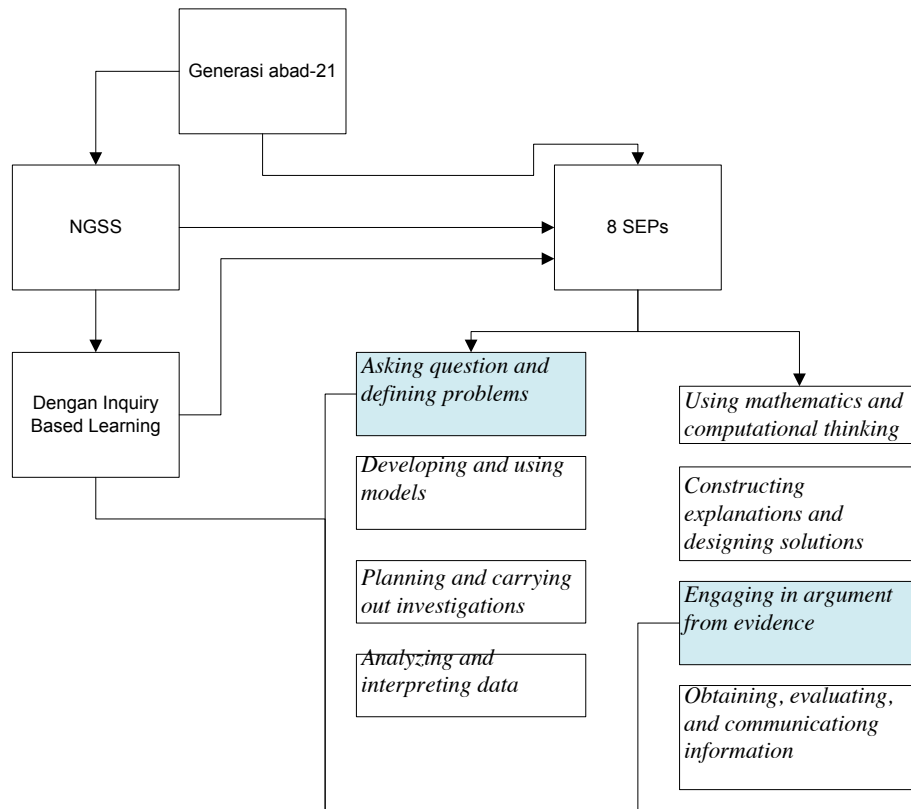 Generasi abad-21
NGSS
8 SEPs
Dengan Inquiry
Based Learning
Asking question and
defining problems
Developing and using
models
Planning and carrying
out investigations
Analyzing and
interpreting data
Using mathematics and
computational thinking
Constructing
explanations and
designing solutions
Engaging in argument
from evidence
Obtaining, evaluating,
and communicationg
information